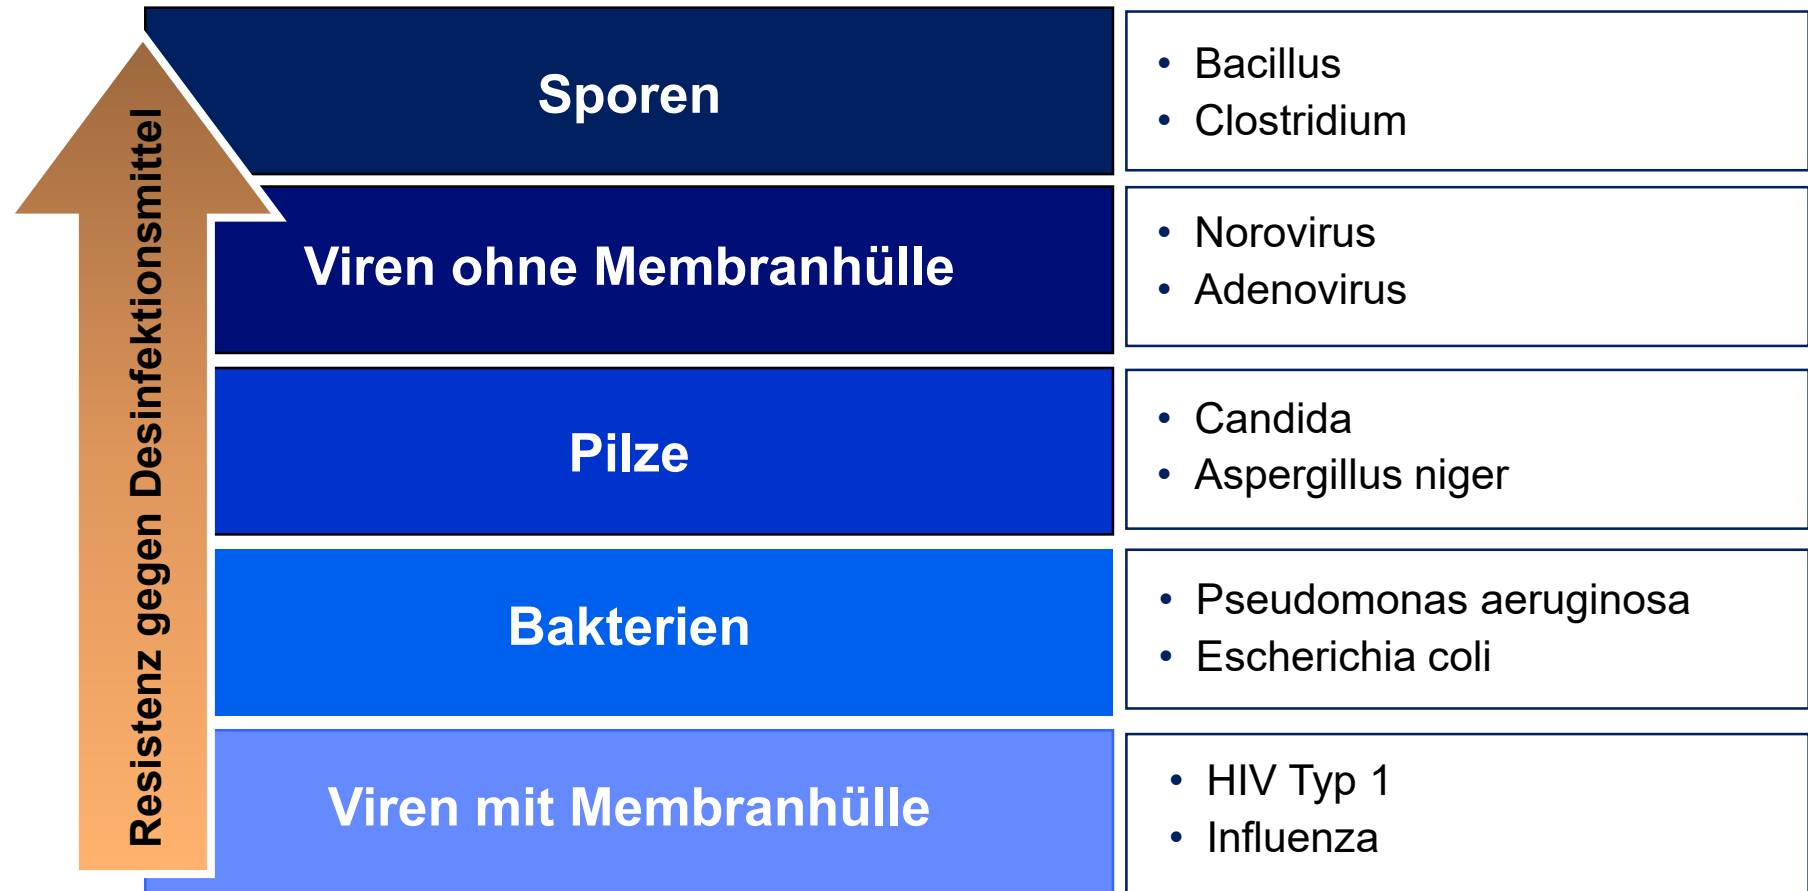 Resistenz gegen Desinfektionsmittel
Sporen
• Bacillus
• Clostridium
Viren ohne Membranhülle
• Norovirus
• Adenovirus
Pilze
• Candida
• Aspergillus niger
Bakterien
• Pseudomonas aeruginosa
• Escherichia coli
Viren mit Membranhülle
• HIV Typ 1
• Influenza